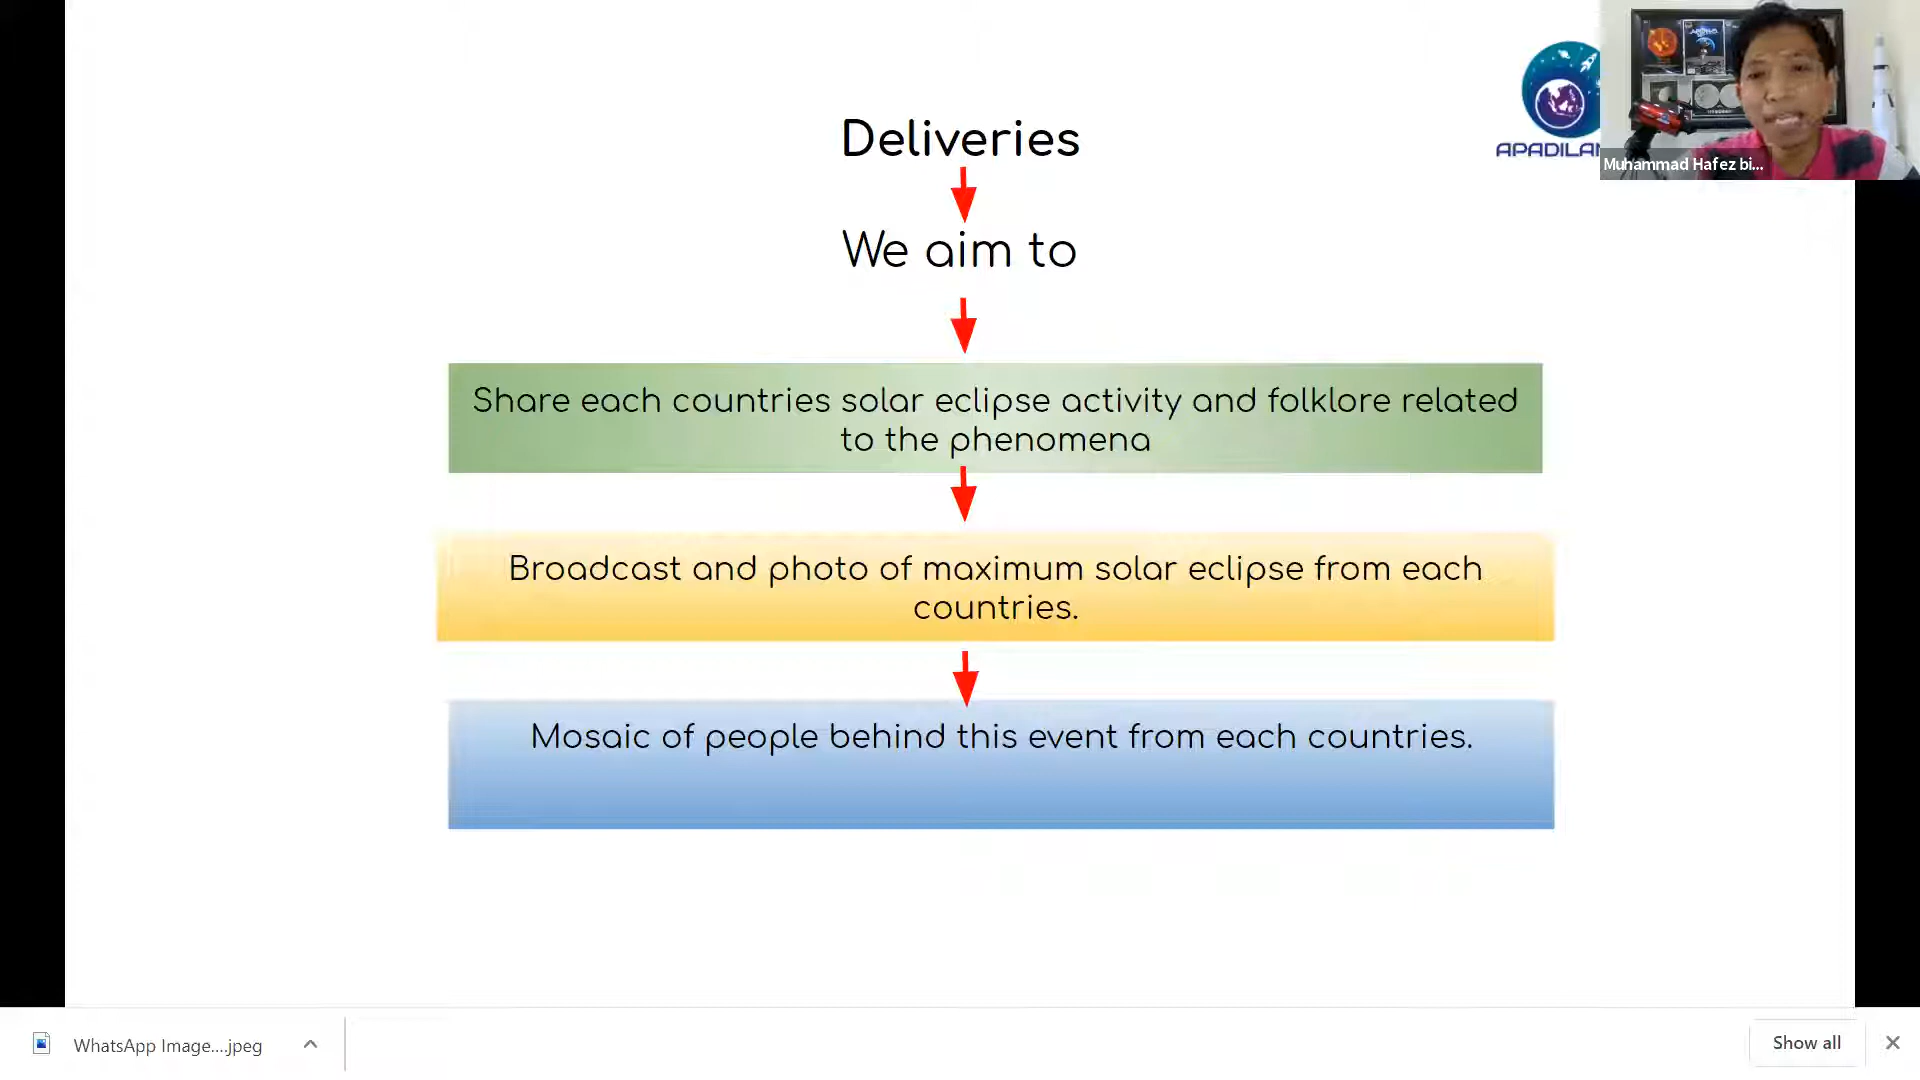 Deliveries
We aim to
Share each countries solar eclipse activity and folklore related
to the phenomena
Broadcast and photo of maximum solar eclipse from each
countries.
Mosaic of people behind this event from each countries.
APADILAN
Muhammad Hafez bi...
WhatsApp Image....jpeg
Show all